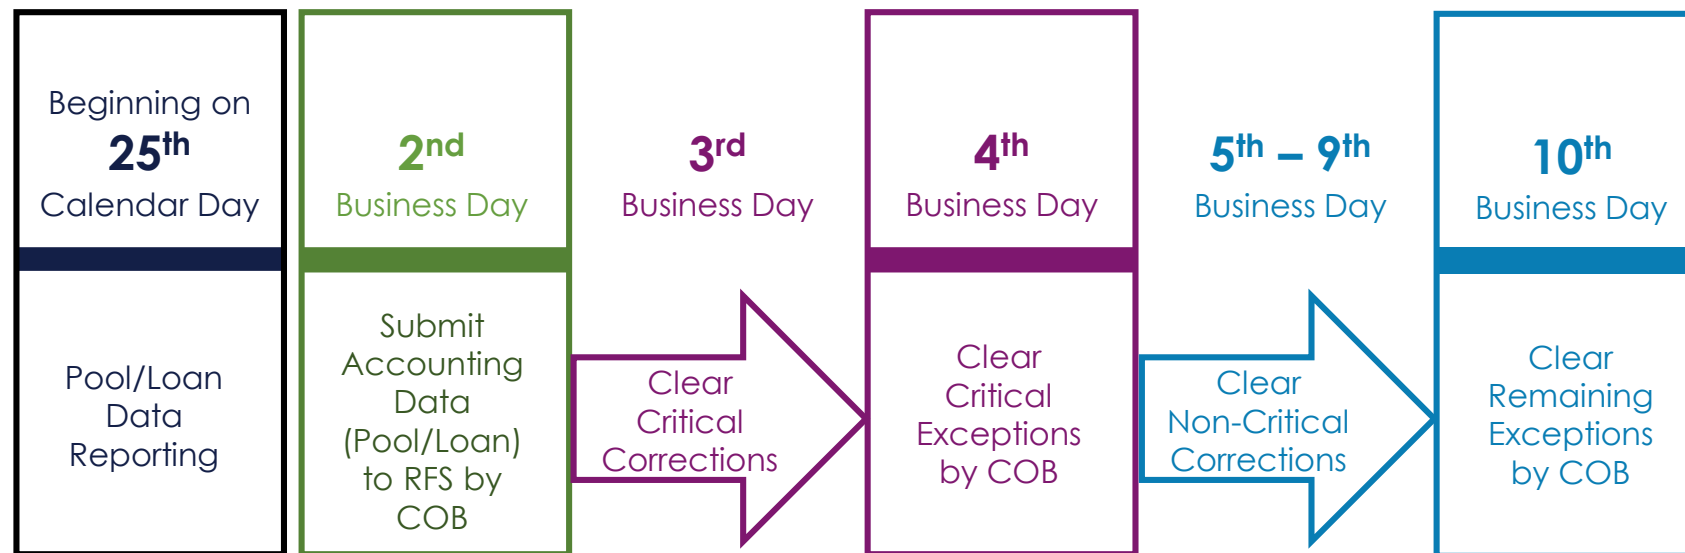 Beginning on
25th
Calendar Day
Pool/Loan
Data
Reporting
2nd
Business Day
Submit
Accounting
Data
(Pool/Loan)
to RFS by
COB
3rd
Business Day
Clear
Critical
Corrections
4th
Business Day
Clear
Critical
Exceptions
by COB
5th – 9th
Business Day
Clear
Non-Critical
Corrections
10th
Business Day
Clear
Remaining
Exceptions
by COB